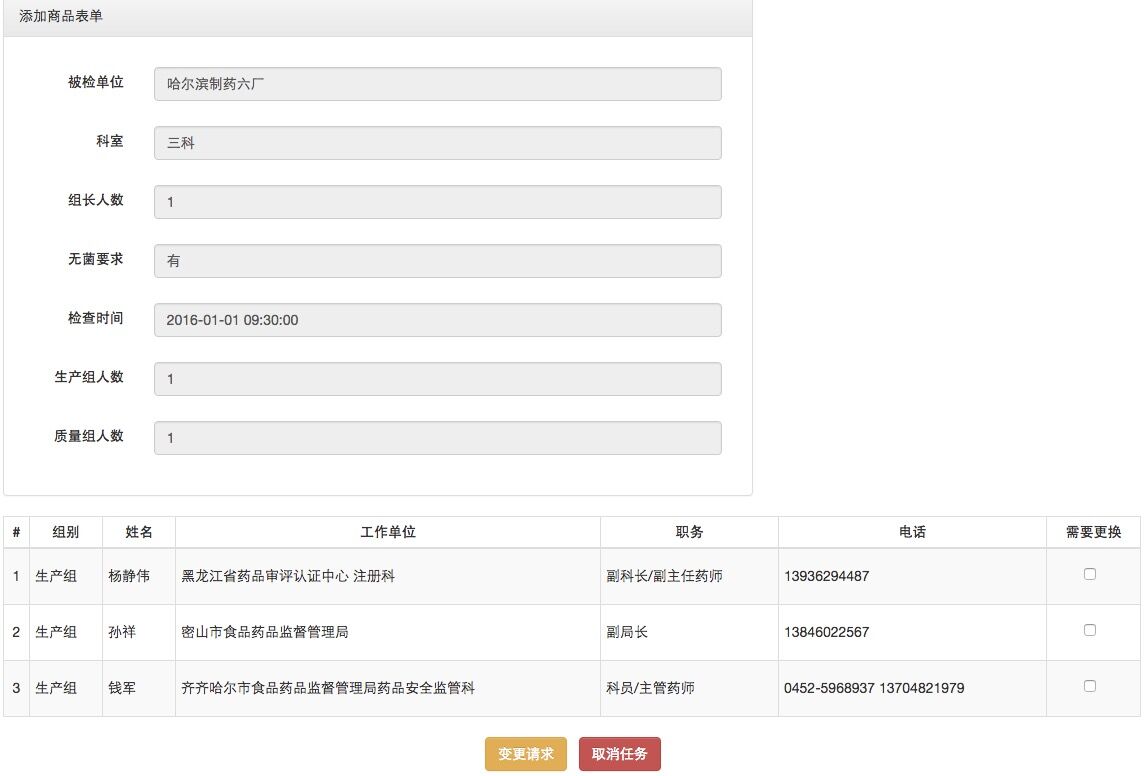 添加商品表单
被检单位 哈尔滨制药六厂
科室 三科
组长人数 1
无菌要求 有
检查时间 2016-01-01 09:30:00
生产组人数 1
质量组人数 1
# 组别 姓名 工作单位 职务 电话 需要更换
1 生产组 杨静伟 黑龙江省药品审评认证中心 注册科 副科长/副主任药师 13936294487
2 生产组 孙祥 密山市食品药品监督管理局 副局长 13846022567
3 生产组 钱军 齐齐哈尔市食品药品监督管理局药品安全监管科 科员/主管药师 0452-5968937 13704821979
变更请求 取消任务